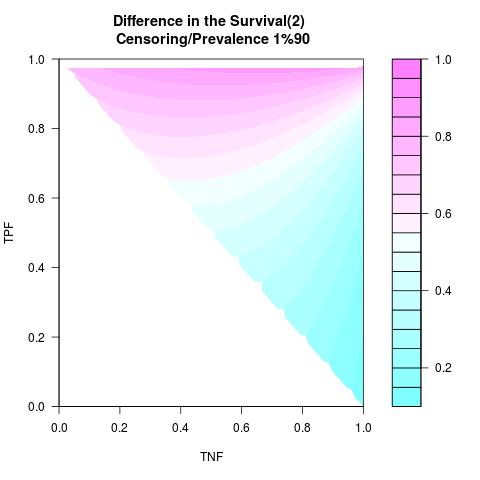 Difference in the Survival(2)
Censoring/Prevalence 1%90
TPF
1.0
0.8
0.6
0.4
0.2
0.0
0.0 0.2 0.4 0.6 0.8 1.0
TNF
1.0
0.8
0.6
0.4
0.2